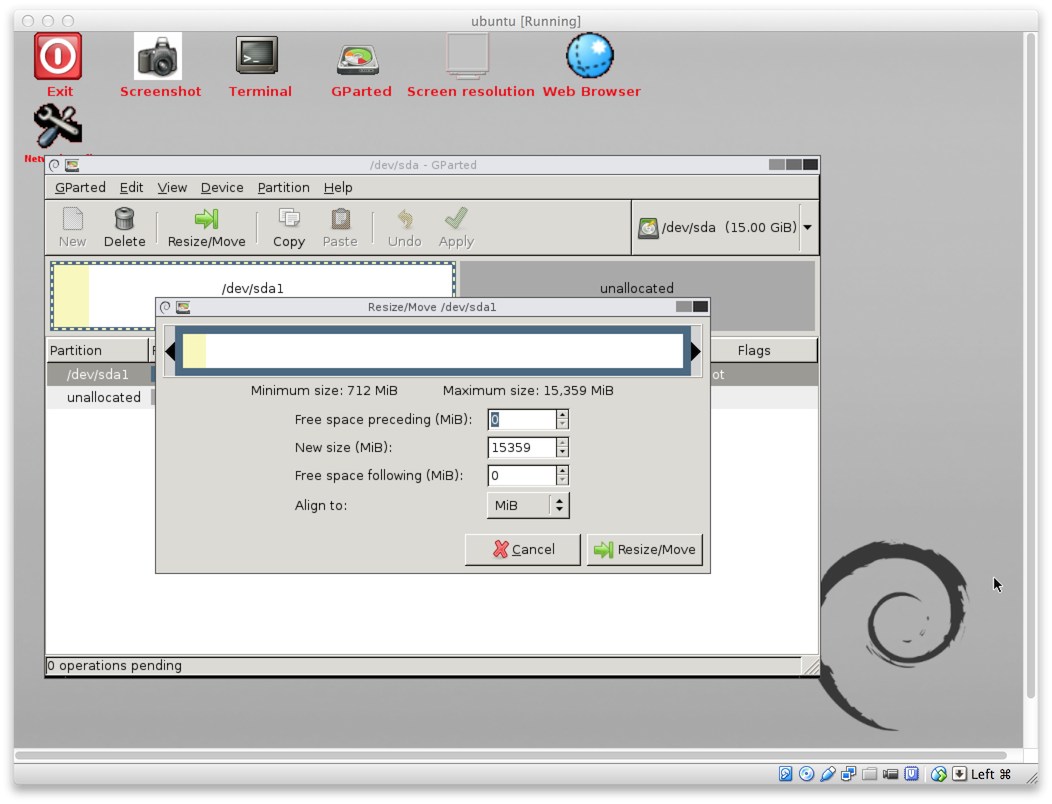 ubuntu [Running]
Exit
Screenshot
Terminal
GParted
Screen resolution
Web Browser
/dev/sda - GParted
GParted Edit View Device Partition Help
New
Delete
Resize/Move
Copy
Paste
Undo
Apply
/dev/sda (15.00 GiB)
/dev/sda1
unallocated
Resize/Move /dev/sda1
Partition
Flags
/dev/sda1
unallocated
Minimum size: 712 MiB
Maximum size: 15,359 MiB
Free space preceding (MiB): 0
New size (MiB): 15359
Free space following (MiB): 0
Align to: MiB
Cancel
Resize/Move
0 operations pending
Left ⌘